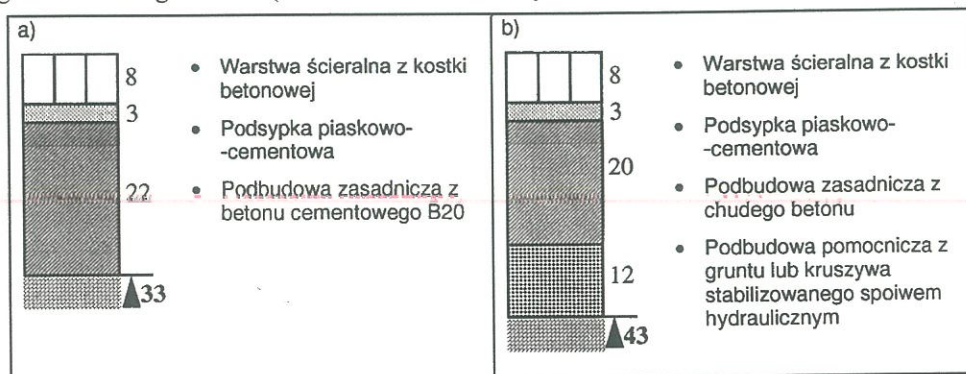 a)
8
3
22
33
• Warstwa ścieralna z kostki
betonowej
• Podsypka piaskowo-
-cementowa
• Podbudowa zasadnicza z
betonu cementowego B20
b)
8
3
20
12
43
• Warstwa ścieralna z kostki
betonowej
• Podsypka piaskowo-
-cementowa
• Podbudowa zasadnicza z
chudego betonu
• Podbudowa pomocnicza z
gruntu lub kruszywa
stabilizowanego spoiwem
hydraulicznym